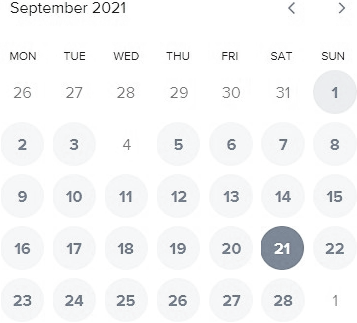 September 2021
MON TUE WED THU FRI SAT SUN
26 27 28 29 30 31 1
2 3 4 5 6 7 8
9 10 11 12 13 14 15
16 17 18 19 20 21 22
23 24 25 26 27 28 1